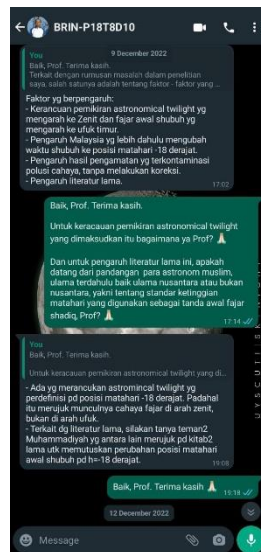 BRIN-P18T8D10
You
9 December 2022
Baik, Prof. Terima kasih.
Terkait dengan rumusan masalah dalam penelitian
saya, salah satunya adalah tentang faktor - faktor yang ...
Faktor yg berpengaruh:
- Kerancuan pemikiran astronomical twilight yg
mengarah ke Zenit dan fajar awal shubuh yg
mengarah ke ufuk timur.
- Pengaruh Malaysia yg lebih dahulu mengubah
waktu shubuh ke posisi matahari -18 derajat.
- Pengaruh hasil pengamatan yg terkontaminasi
polusi cahaya, tanpa melakukan koreksi.
- Pengaruh literatur lama.
17:02
Baik, Prof. Terima kasih.
Untuk keracauan pemikiran astronomical twilight
yang dimaksudkan itu bagaimana ya Prof? 🙏
Dan untuk pengaruh literatur lama ini, apakah
datang dari pandangan para astronom muslim,
ulama terdahulu baik ulama nusantara atau bukan
nusantara, yakni tentang standar ketinggian
matahari yang digunakan sebagai tanda awal fajar
shadiq, Prof? 🙏
17:14
You
Baik, Prof. Terima kasih.
Untuk keracauan pemikiran astronomical twilight yang di...
- Ada yg merancukan astromincal twilight yg
perdefinisi pd posisi matahari -18 derajat. Padahal
itu merujuk munculnya cahaya fajar di arah zenit,
bukan di arah ufuk.
- Terkait dg literatur lama, silakan tanya teman2
Muhammadiyah yg antara lain merujuk pd kitab2
lama utk memutuskan perubahan posisi matahari
awal shubuh pd h=-18 derajat.
19:08
Baik, Prof. Terima kasih 🙏
19:18
12 December 2022
Message